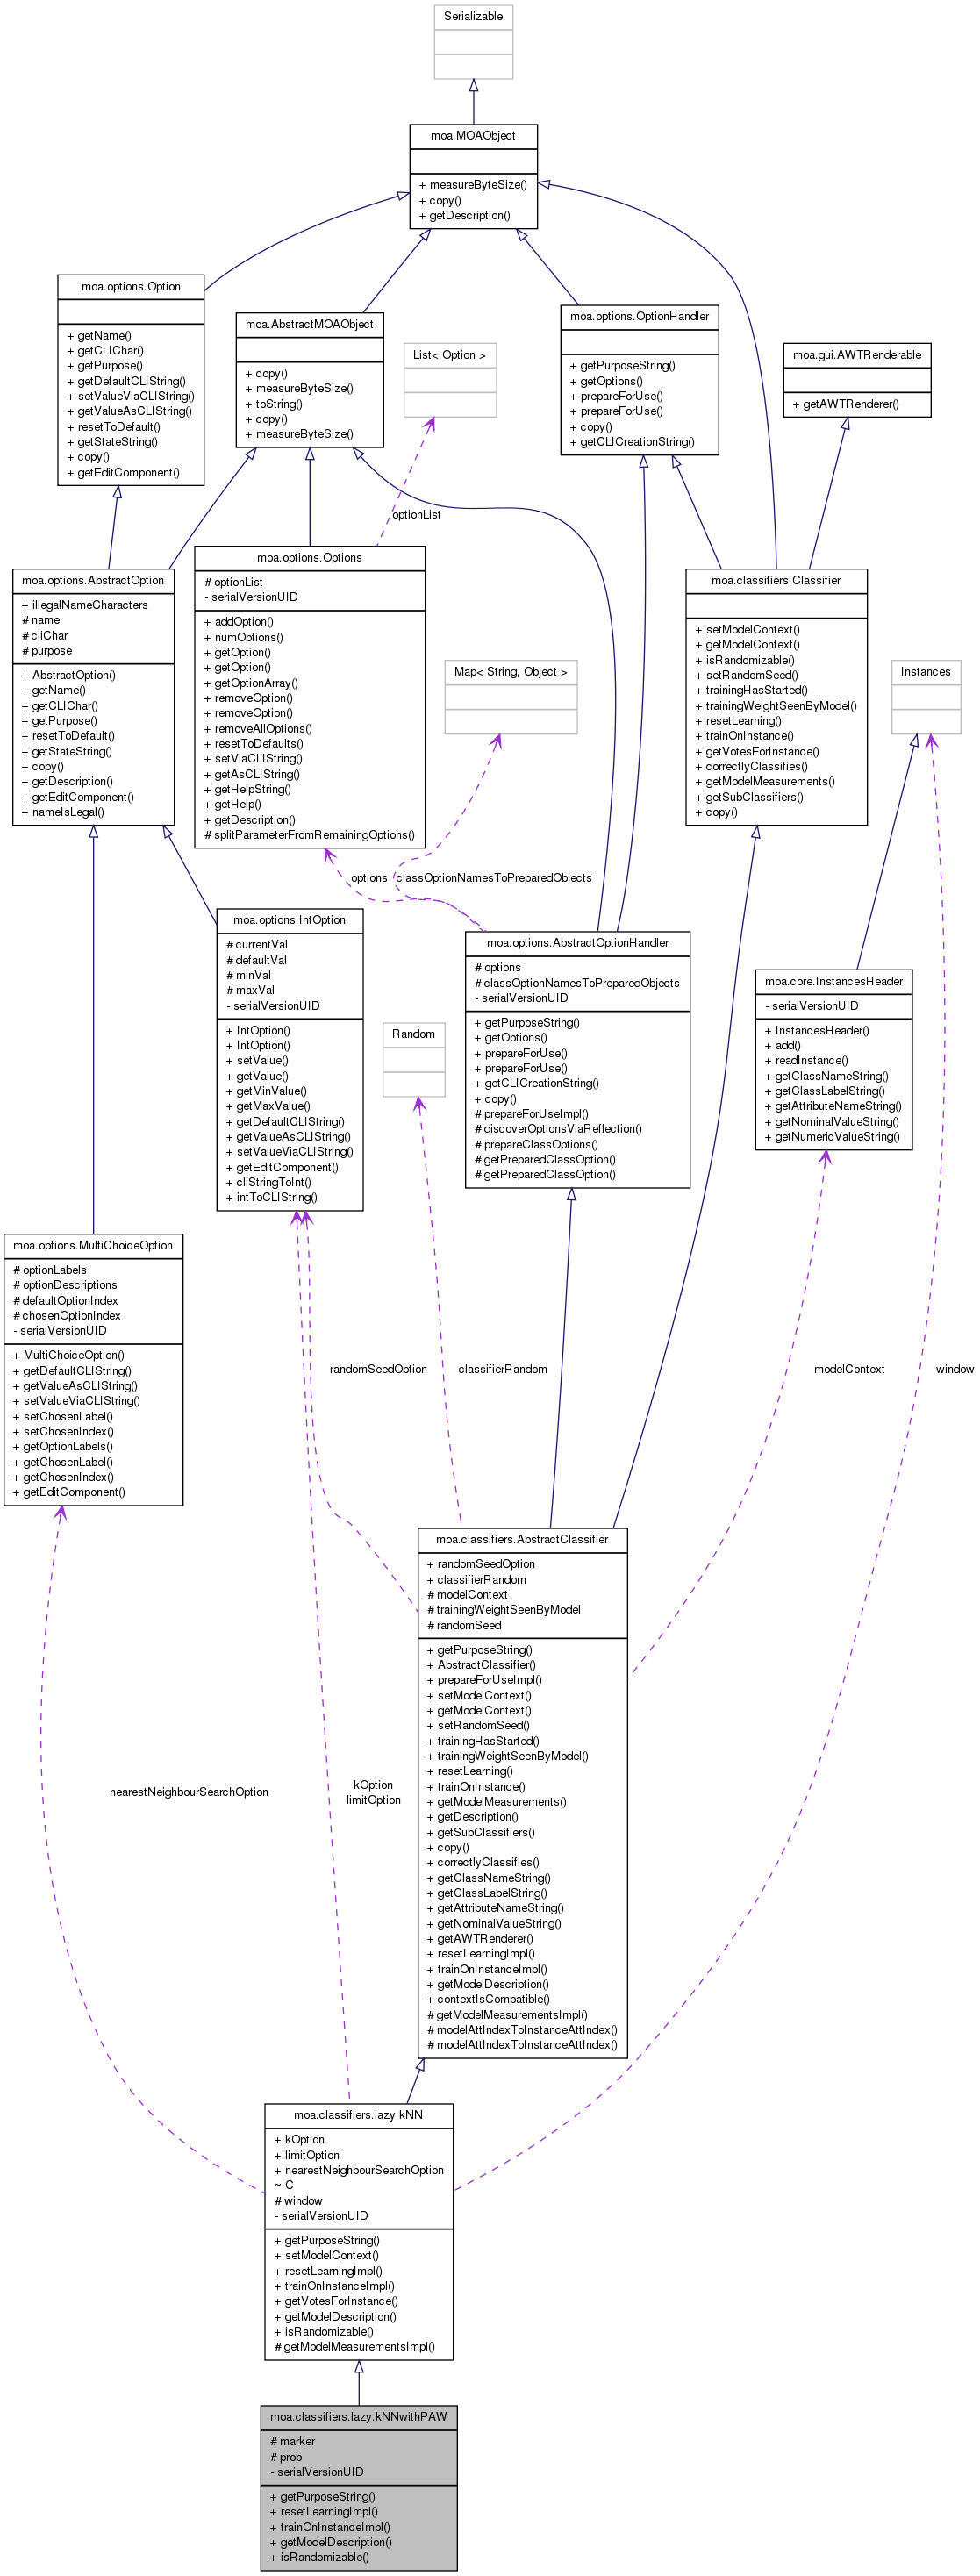 Serializable
moa.MOAObject
+ measureByteSize()
+ copy()
+ getDescription()
moa.options.Option
+ getName()
+ getCLIChar()
+ getPurpose()
+ getDefaultCLIString()
+ setValueViaCLIString()
+ getValueAsCLIString()
+ resetToDefault()
+ getStateString()
+ copy()
+ getEditComponent()
moa.AbstractMOAObject
+ copy()
+ measureByteSize()
+ toString()
+ copy()
+ measureByteSize()
List< Option >
moa.options.OptionHandler
+ getPurposeString()
+ getOptions()
+ prepareForUse()
+ prepareForUse()
+ copy()
+ getCLICreationString()
moa.gui.AWTRenderable
+ getAWTRenderer()
optionList
moa.options.AbstractOption
+ illegalNameCharacters
# name
# cliChar
# purpose
+ AbstractOption()
+ getName()
+ getCLIChar()
+ getPurpose()
+ resetToDefault()
+ getStateString()
+ copy()
+ getDescription()
+ getEditComponent()
+ nameIsLegal()
moa.options.Options
# optionList
- serialVersionUID
+ addOption()
+ numOptions()
+ getOption()
+ getOption()
+ getOptionArray()
+ removeOption()
+ removeOption()
+ removeAllOptions()
+ resetToDefaults()
+ setViaCLIString()
+ getAsCLIString()
+ getHelpString()
+ getHelp()
+ getDescription()
# splitParameterFromRemainingOptions()
Map< String, Object >
moa.classifiers.Classifier
+ setModelContext()
+ getModelContext()
+ isRandomizable()
+ setRandomSeed()
+ trainingHasStarted()
+ trainingWeightSeenByModel()
+ resetLearning()
+ trainOnInstance()
+ getVotesForInstance()
+ correctlyClassifies()
+ getModelMeasurements()
+ getSubClassifiers()
+ copy()
Instances
options
classOptionNamesToPreparedObjects
moa.options.IntOption
# currentVal
# defaultVal
# minVal
# maxVal
- serialVersionUID
+ IntOption()
+ IntOption()
+ setValue()
+ getValue()
+ getMinValue()
+ getMaxValue()
+ getDefaultCLIString()
+ getValueAsCLIString()
+ setValueViaCLIString()
+ getEditComponent()
+ cliStringToInt()
+ intToCLIString()
Random
moa.options.AbstractOptionHandler
# options
# classOptionNamesToPreparedObjects
- serialVersionUID
+ getPurposeString()
+ getOptions()
+ prepareForUse()
+ prepareForUse()
+ getCLICreationString()
+ copy()
# prepareForUseImpl()
# discoverOptionsViaReflection()
# prepareClassOptions()
# getPreparedClassOption()
# getPreparedClassOption()
moa.core.InstancesHeader
- serialVersionUID
+ InstancesHeader()
+ add()
+ readInstance()
+ getClassNameString()
+ getClassLabelString()
+ getAttributeNameString()
+ getNominalValueString()
+ getNumericValueString()
moa.options.MultiChoiceOption
# optionLabels
# optionDescriptions
# defaultOptionIndex
# chosenOptionIndex
- serialVersionUID
+ MultiChoiceOption()
+ getDefaultCLIString()
+ getValueAsCLIString()
+ setValueViaCLIString()
+ setChosenLabel()
+ setChosenIndex()
+ getOptionLabels()
+ getChosenLabel()
+ getChosenIndex()
+ getEditComponent()
randomSeedOption
classifierRandom
modelContext
window
moa.classifiers.AbstractClassifier
+ randomSeedOption
+ classifierRandom
# modelContext
# trainingWeightSeenByModel
# randomSeed
+ getPurposeString()
+ AbstractClassifier()
+ prepareForUseImpl()
+ setModelContext()
+ getModelContext()
+ setRandomSeed()
+ trainingHasStarted()
+ trainingWeightSeenByModel()
+ resetLearning()
+ trainOnInstance()
+ getModelMeasurements()
+ getDescription()
+ getSubClassifiers()
+ copy()
+ correctlyClassifies()
+ getClassNameString()
+ getClassLabelString()
+ getAttributeNameString()
+ getNominalValueString()
+ getAWTRenderer()
+ resetLearningImpl()
+ trainOnInstanceImpl()
+ getModelDescription()
+ contextIsCompatible()
# getModelMeasurementsImpl()
# modelAttIndexToInstanceAttIndex()
# modelAttIndexToInstanceAttIndex()
nearestNeighbourSearchOption
kOption
limitOption
moa.classifiers.lazy.kNN
+ kOption
+ limitOption
+ nearestNeighbourSearchOption
~ C
# window
- serialVersionUID
+ getPurposeString()
+ setModelContext()
+ resetLearningImpl()
+ trainOnInstanceImpl()
+ getVotesForInstance()
+ getModelDescription()
+ isRandomizable()
# getModelMeasurementsImpl()
moa.classifiers.lazy.kNNwithPAW
# marker
# prob
- serialVersionUID
+ getPurposeString()
+ resetLearningImpl()
+ trainOnInstanceImpl()
+ getModelDescription()
+ isRandomizable()